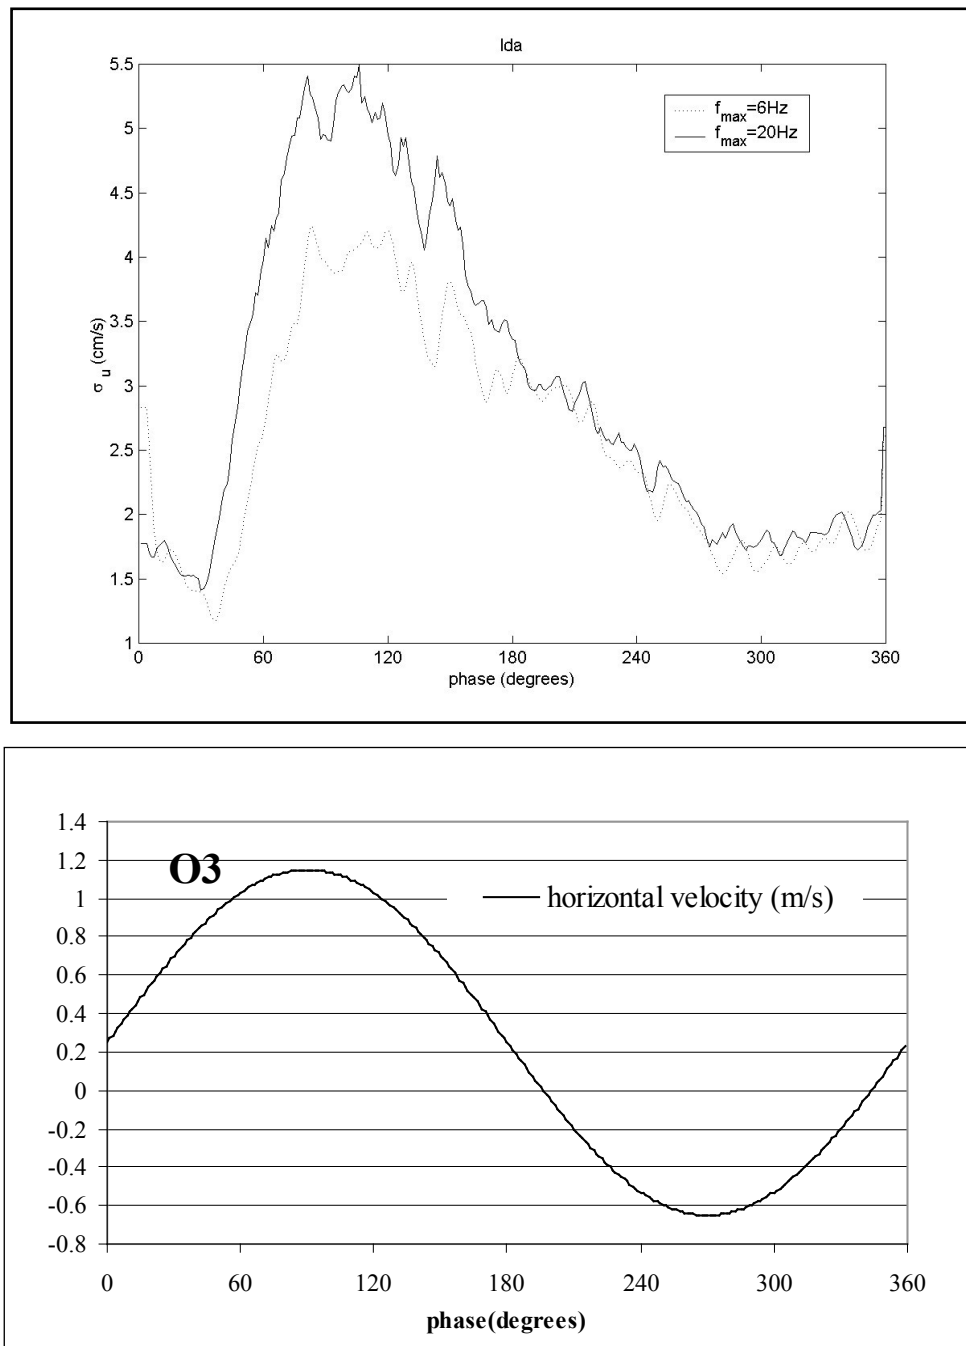 lda
5.5
5
4.5
4
3.5
3
2.5
2
1.5
1
σ u (cm/s)
f max=6Hz
f max=20Hz
0 60 120 180 240 300 360
phase (degrees)
1.4
1.2
1
0.8
0.6
0.4
0.2
0
-0.2
-0.4
-0.6
-0.8
O3
horizontal velocity (m/s)
0 60 120 180 240 300 360
phase(degrees)